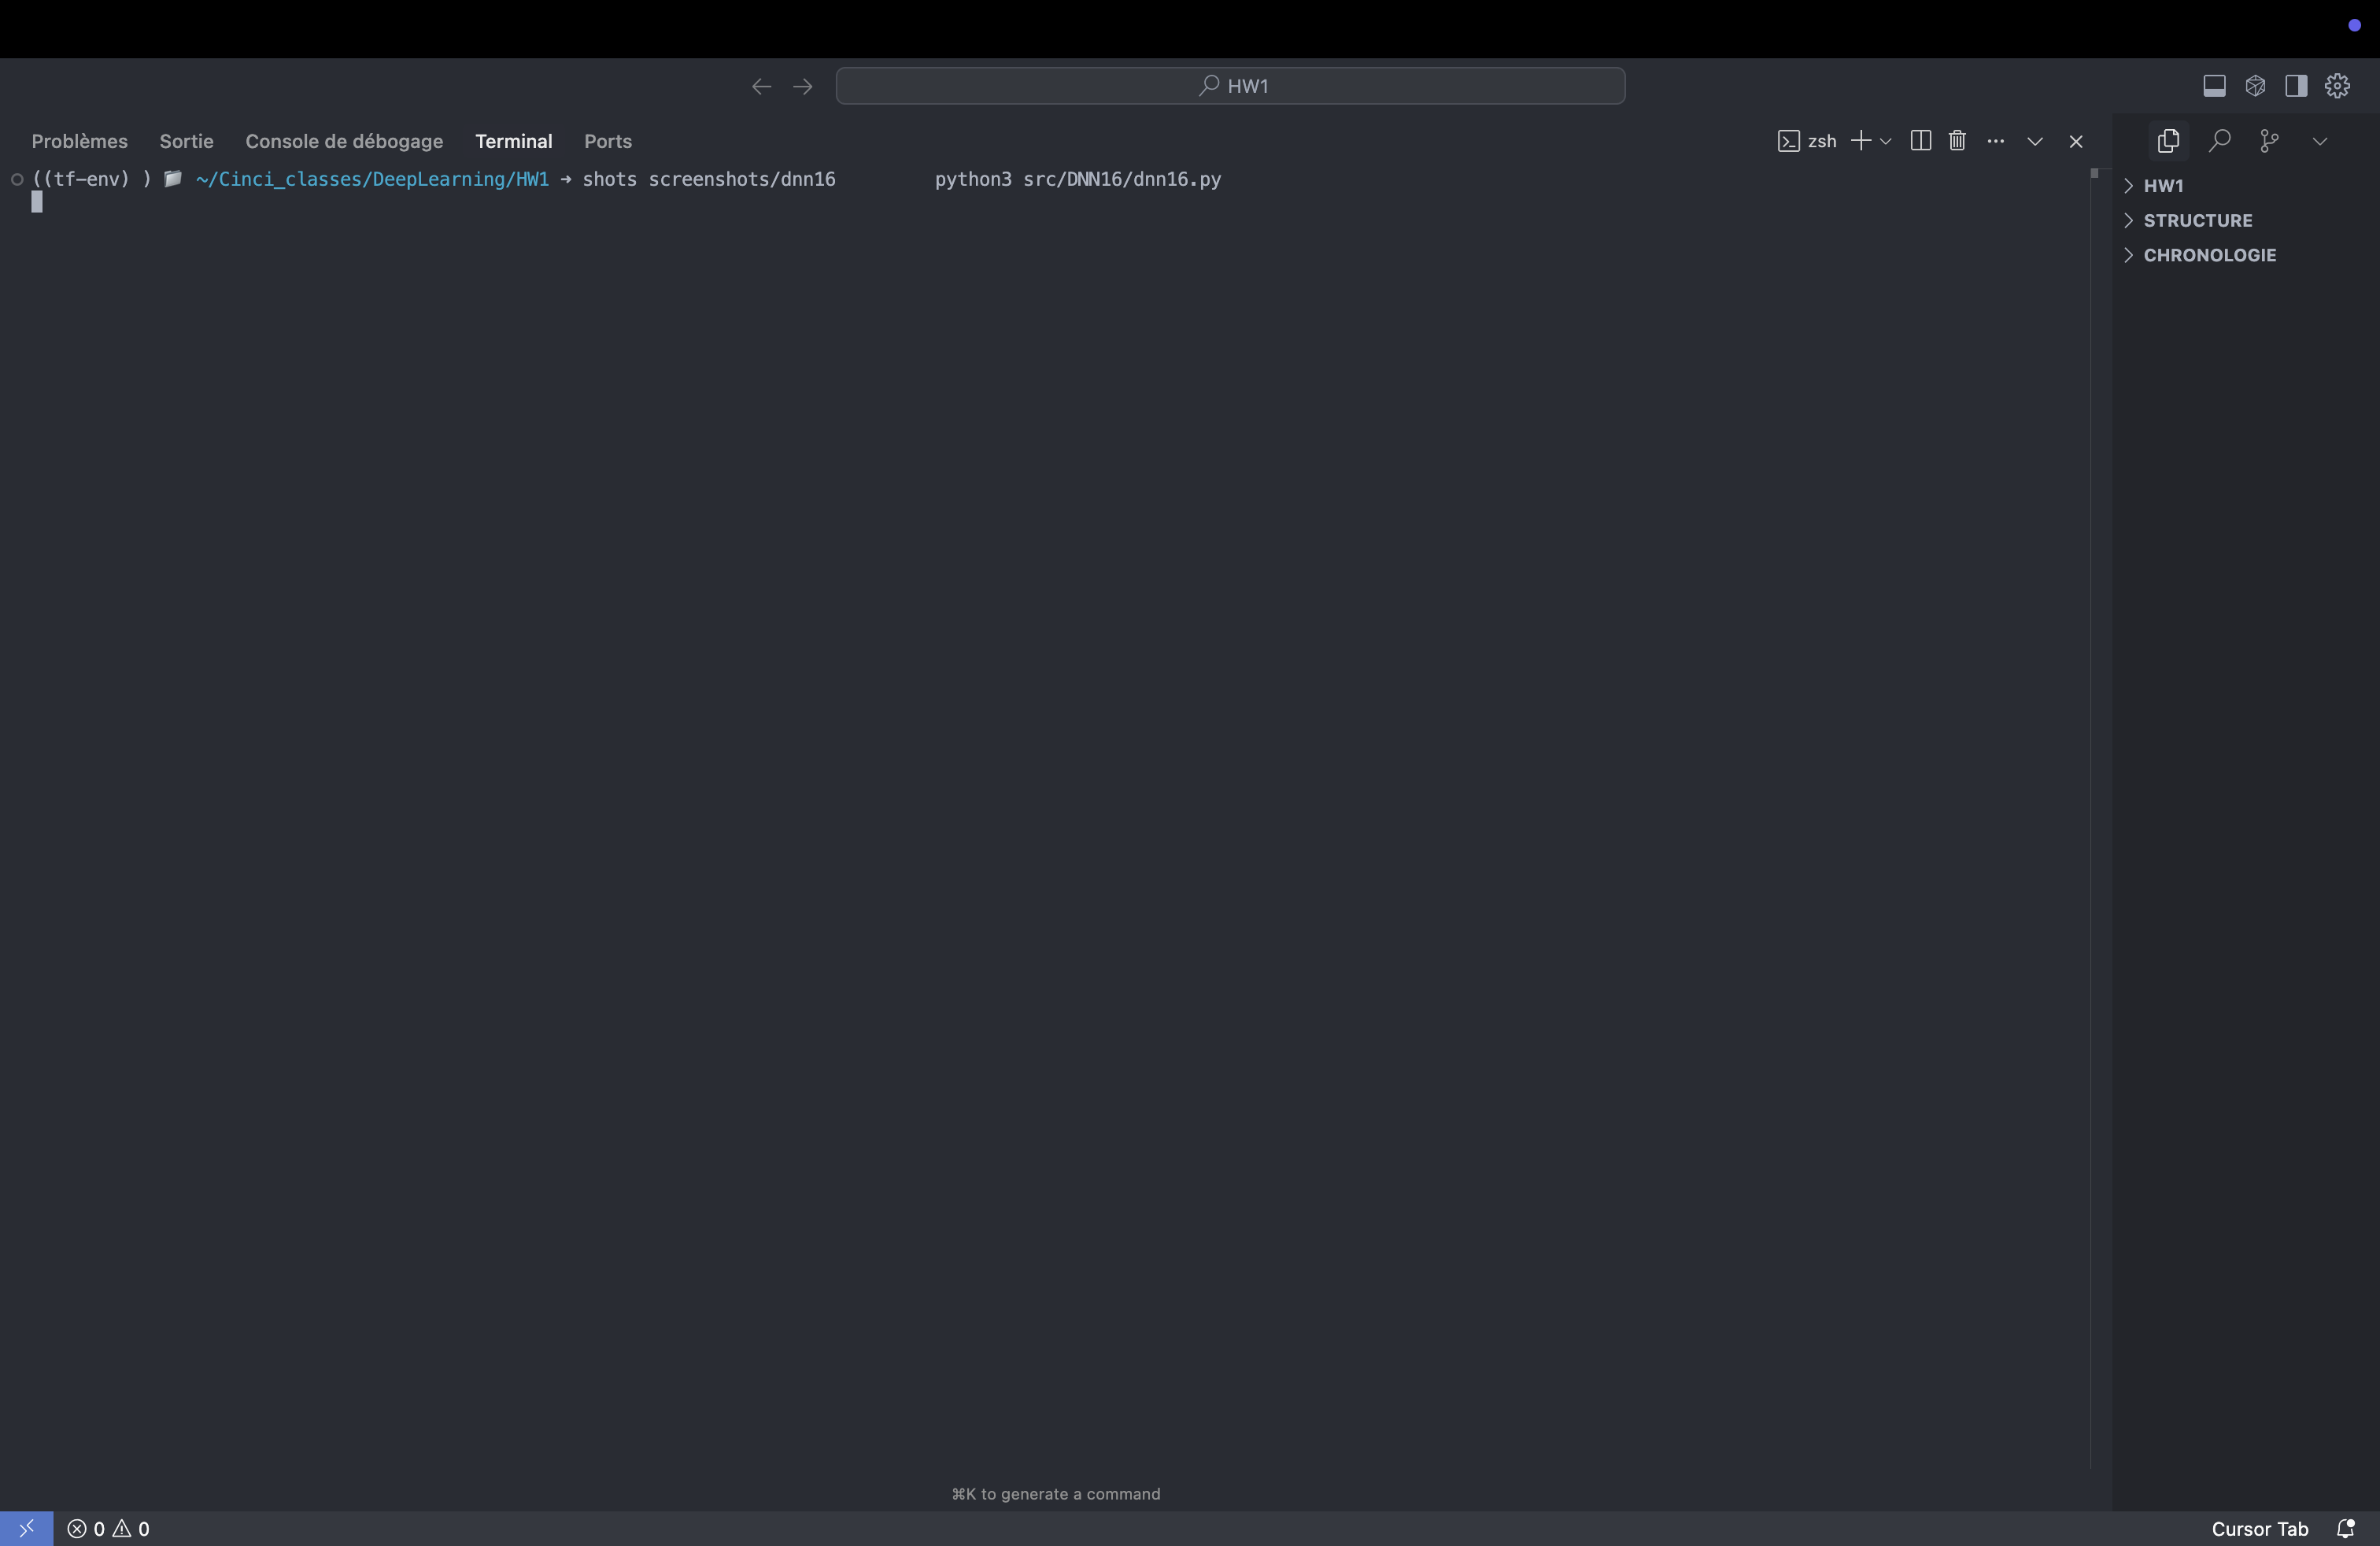 HW1
Problèmes Sortie Console de débogage Terminal Ports zsh
((tf-env) ) ~/Cinci_classes/DeepLearning/HW1 → shots screenshots/dnn16 python3 src/DNN16/dnn16.py
HW1
STRUCTURE
CHRONOLOGIE
⌘K to generate a command
0 0 Cursor Tab